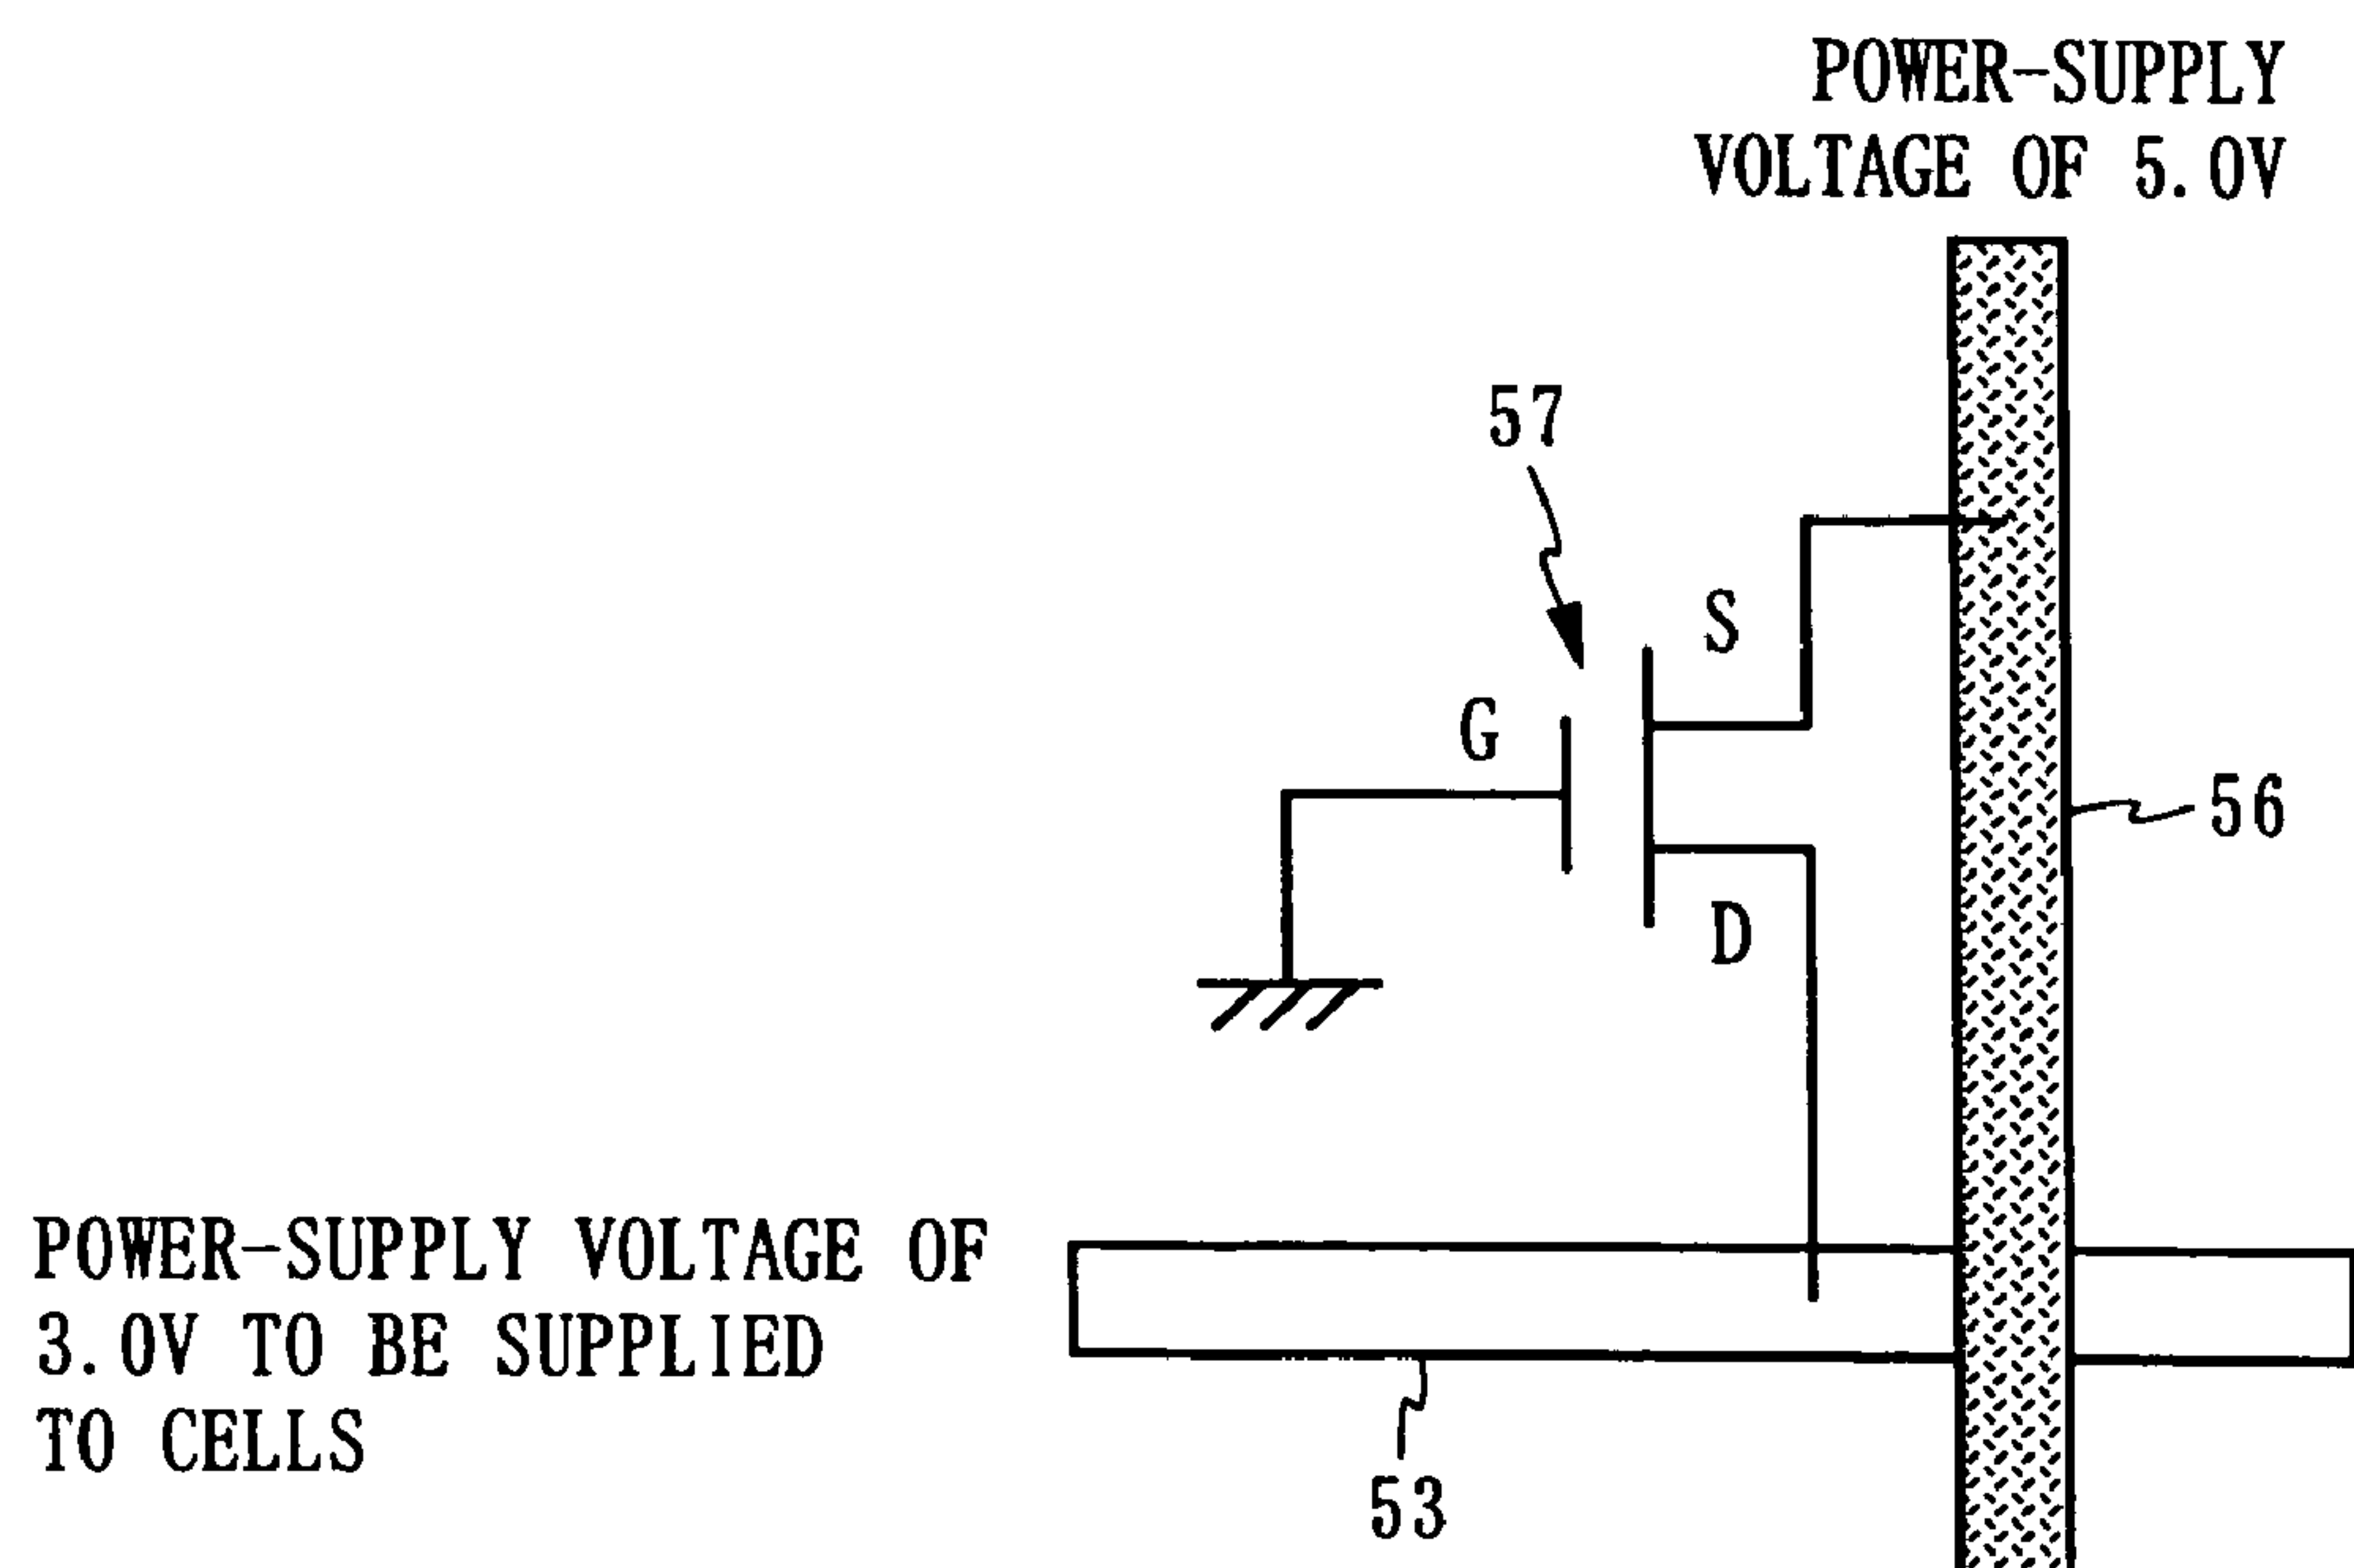 POWER-SUPPLY
VOLTAGE OF 5.0V
57
S
G
56
D
POWER-SUPPLY VOLTAGE OF
3.0V TO BE SUPPLIED
TO CELLS
53